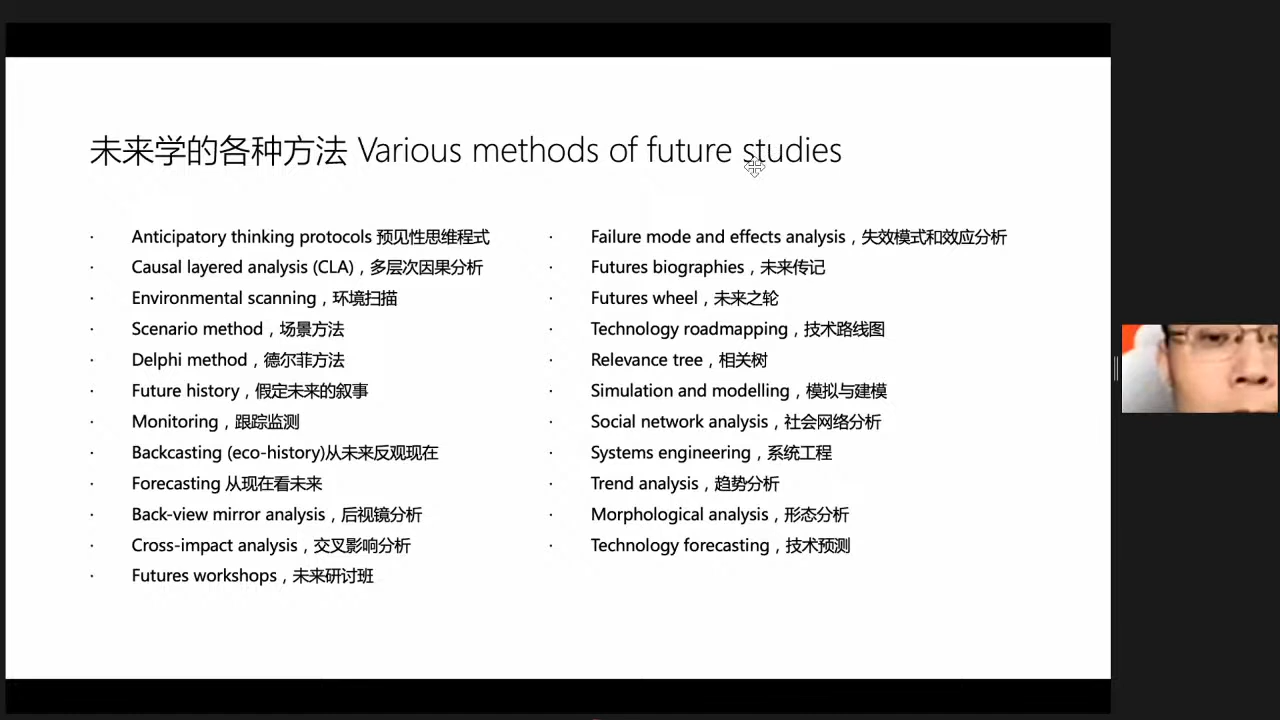 未来学的各种方法 Various methods of future studies
· Anticipatory thinking protocols 预见性思维程式
· Causal layered analysis (CLA)，多层次因果分析
· Environmental scanning，环境扫描
· Scenario method，场景方法
· Delphi method，德尔菲方法
· Future history，假定未来的叙事
· Monitoring，跟踪监测
· Backcasting (eco-history)从未来反观现在
· Forecasting 从现在看未来
· Back-view mirror analysis，后视镜分析
· Cross-impact analysis，交叉影响分析
· Futures workshops，未来研讨班
· Failure mode and effects analysis，失效模式和效应分析
· Futures biographies，未来传记
· Futures wheel，未来之轮
· Technology roadmapping，技术路线图
· Relevance tree，相关树
· Simulation and modelling，模拟与建模
· Social network analysis，社会网络分析
· Systems engineering，系统工程
· Trend analysis，趋势分析
· Morphological analysis，形态分析
· Technology forecasting，技术预测